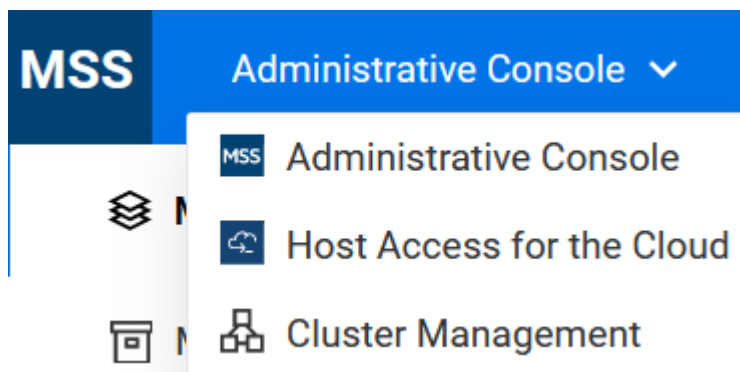 MSS Administrative Console
MSS Administrative Console
Host Access for the Cloud
Cluster Management